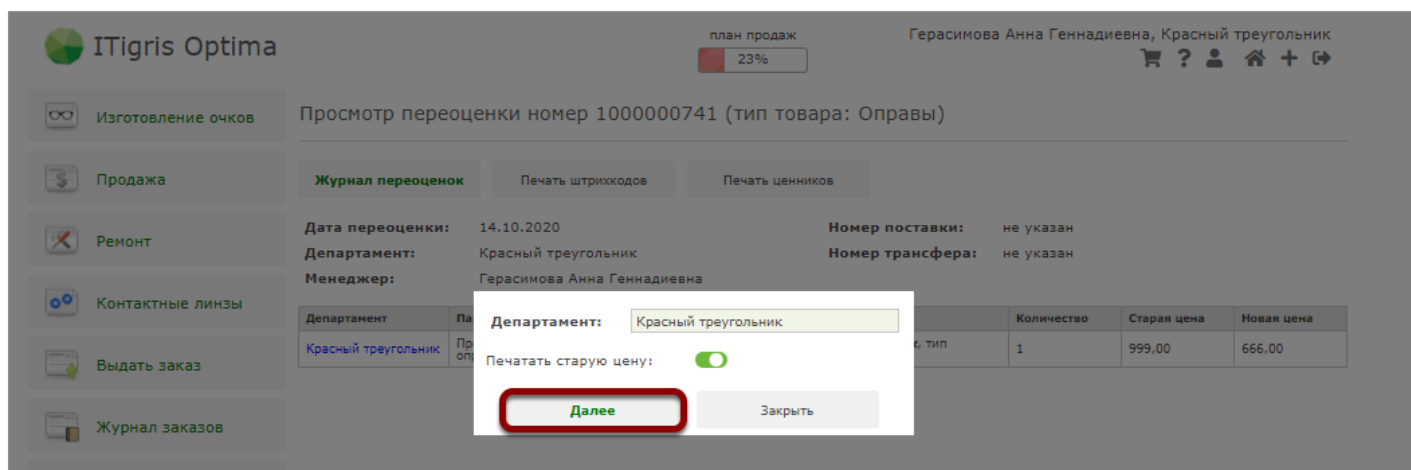 ITigris Optima
план продаж
23%
Герасимова Анна Геннадиевна, Красный треугольник
Изготовление очков
Продажа
Ремонт
Контактные линзы
Выдать заказ
Журнал заказов
Просмотр переоценки номер 1000000741 (тип товара: Оправы)
Журнал переоценок Печать штрихкодов Печать ценников
Дата переоценки: 14.10.2020 Номер поставки: не указан
Департамент: Красный треугольник Номер трансфера: не указан
Менеджер: Герасимова Анна Геннадиевна
Департамент Количество Старая цена Новая цена
Красный треугольник тип 1 999,00 666,00
Департамент: Красный треугольник
Печатать старую цену:
Далее Закрыть